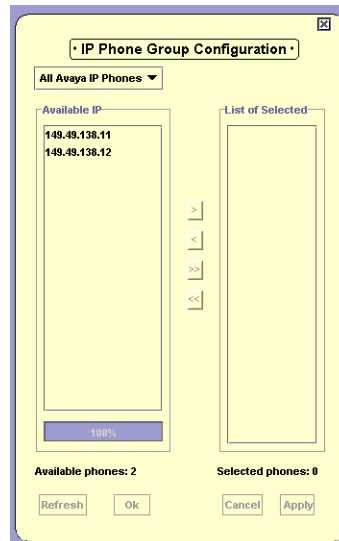 · IP Phone Group Configuration ·
All Avaya IP Phones
Available IP
List of Selected
149.49.138.11
149.49.138.12
>
<
>>
<<
100%
Available phones: 2
Selected phones: 0
Refresh
Ok
Cancel
Apply